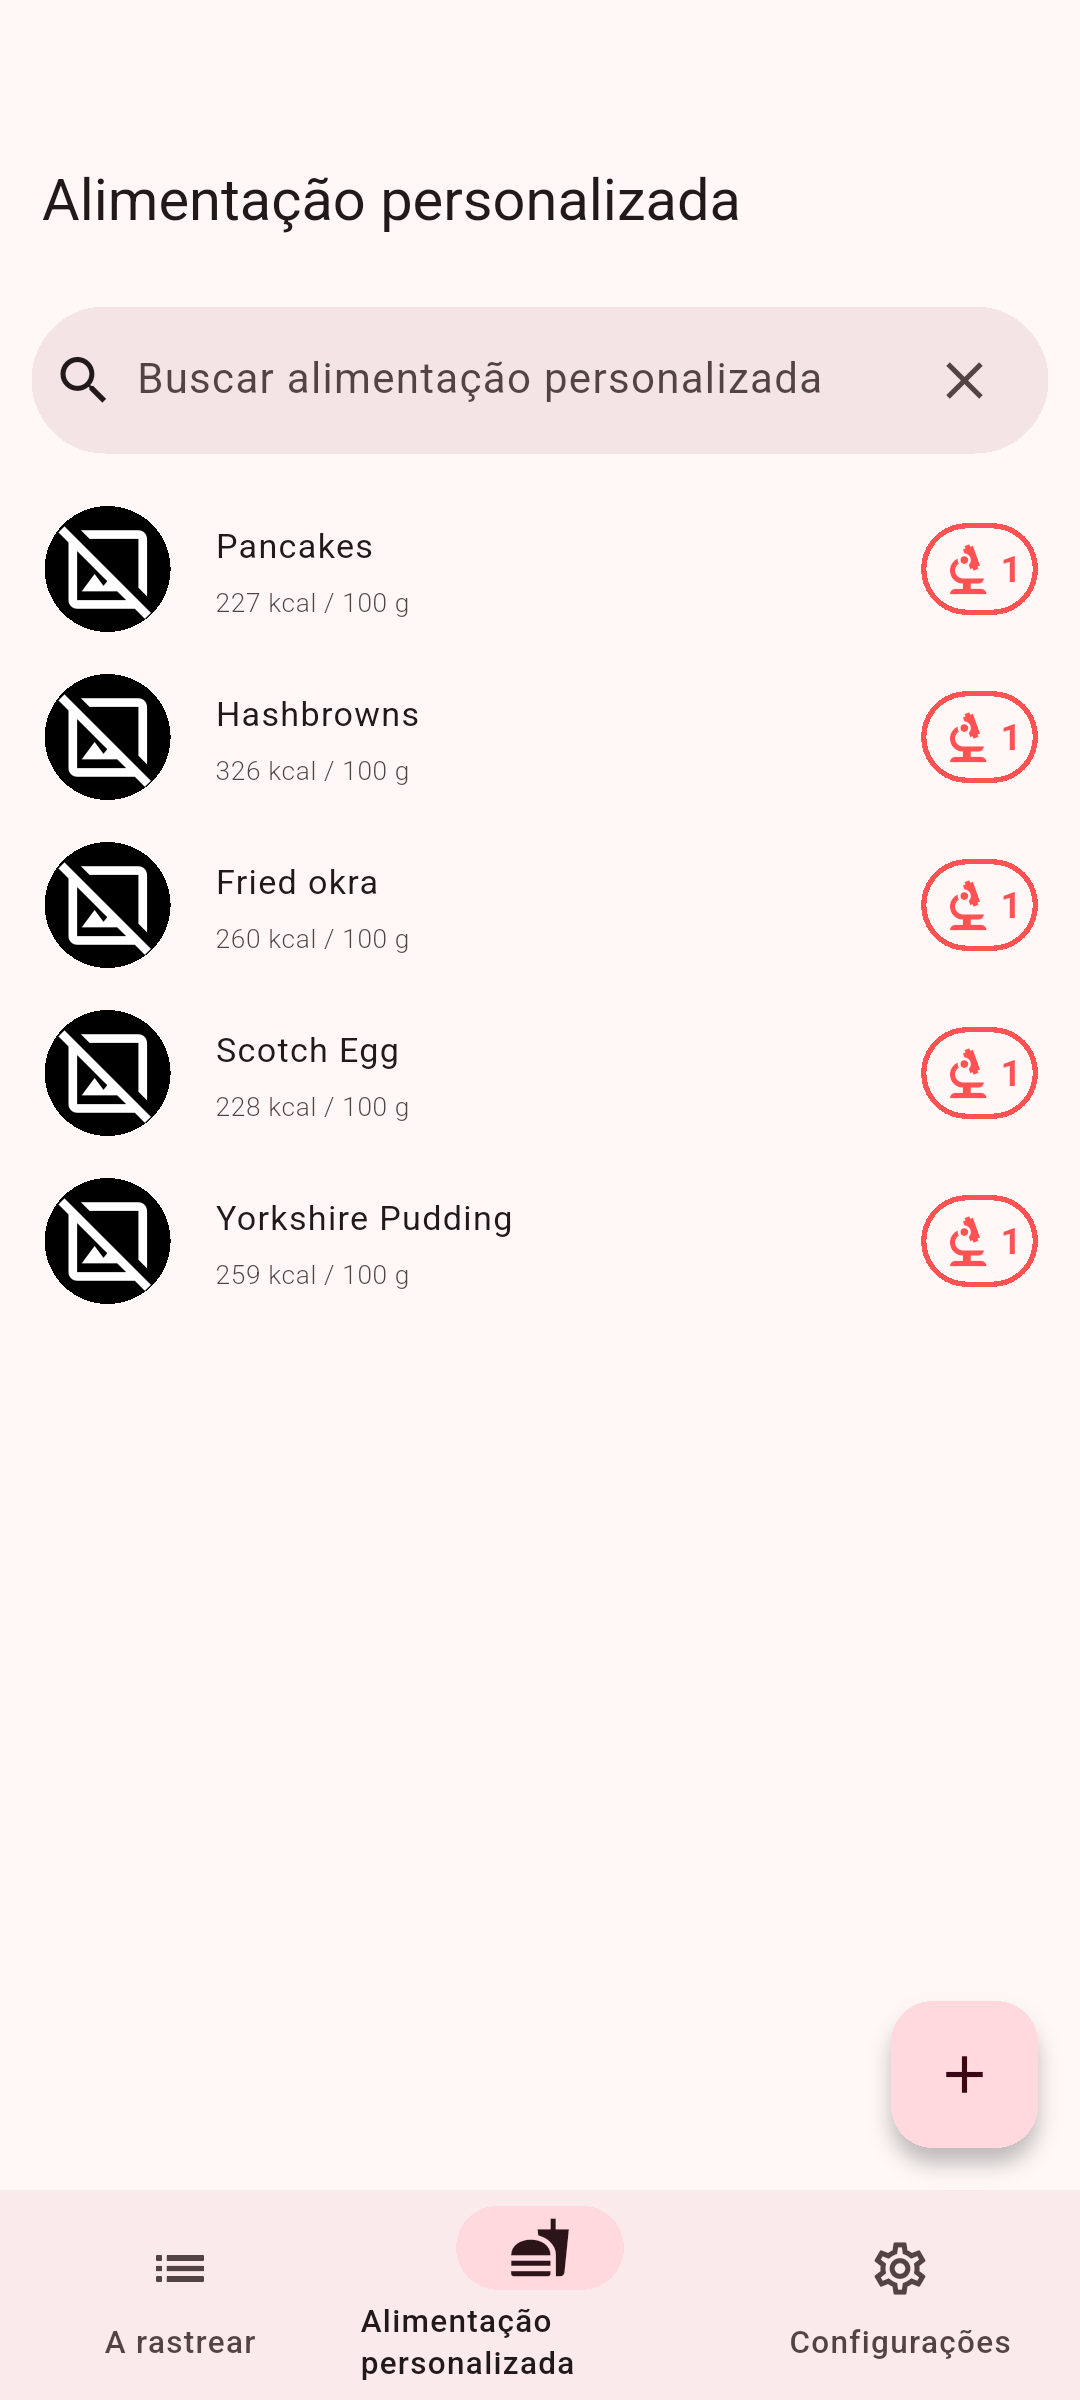 Alimentação personalizada
Buscar alimentação personalizada
Pancakes
227 kcal / 100 g
1
Hashbrowns
326 kcal / 100 g
1
Fried okra
260 kcal / 100 g
1
Scotch Egg
228 kcal / 100 g
1
Yorkshire Pudding
259 kcal / 100 g
1
A rastrear
Alimentação
personalizada
Configurações